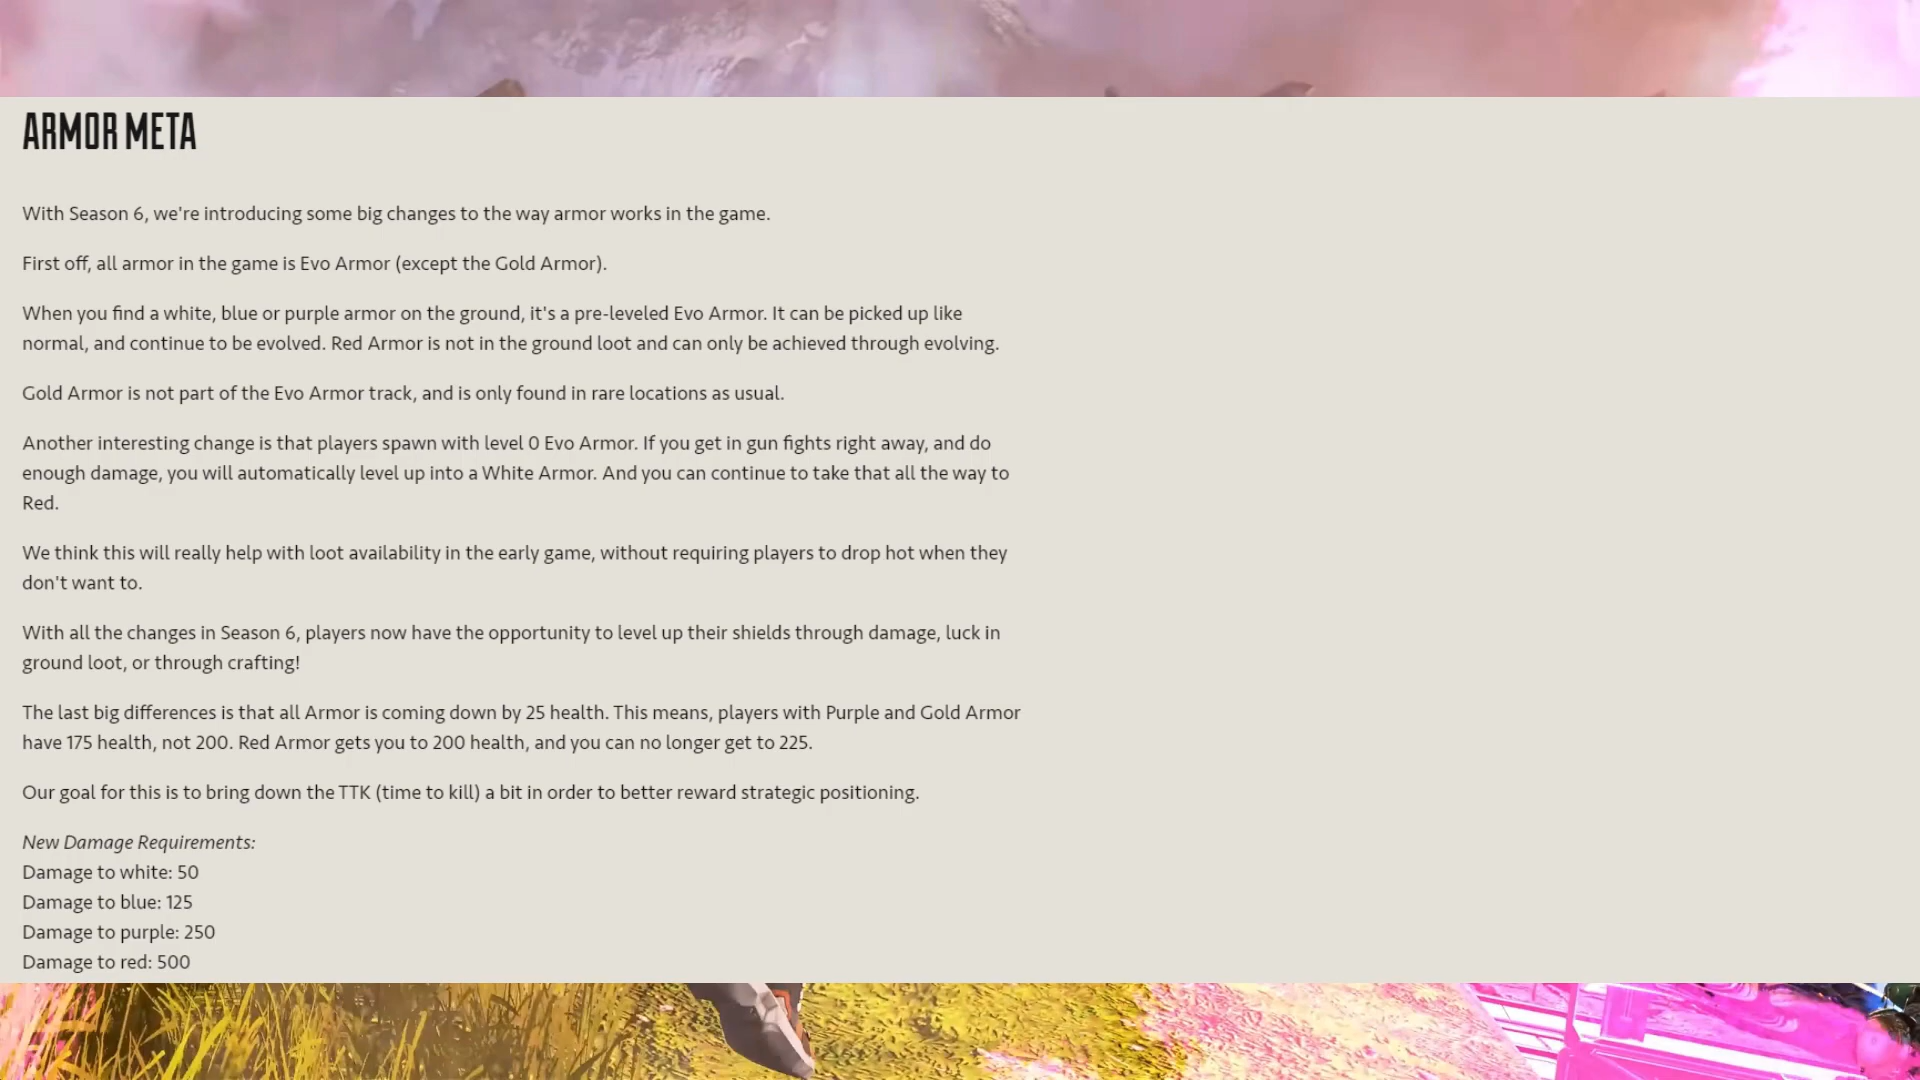 ARMOR META
With Season 6, we're introducing some big changes to the way armor works in the game.
First off, all armor in the game is Evo Armor (except the Gold Armor).
When you find a white, blue or purple armor on the ground, it's a pre-leveled Evo Armor. It can be picked up like
normal, and continue to be evolved. Red Armor is not in the ground loot and can only be achieved through evolving.
Gold Armor is not part of the Evo Armor track, and is only found in rare locations as usual.
Another interesting change is that players spawn with level 0 Evo Armor. If you get in gun fights right away, and do
enough damage, you will automatically level up into a White Armor. And you can continue to take that all the way to
Red.
We think this will really help with loot availability in the early game, without requiring players to drop hot when they
don't want to.
With all the changes in Season 6, players now have the opportunity to level up their shields through damage, luck in
ground loot, or through crafting!
The last big differences is that all Armor is coming down by 25 health. This means, players with Purple and Gold Armor
have 175 health, not 200. Red Armor gets you to 200 health, and you can no longer get to 225.
Our goal for this is to bring down the TTK (time to kill) a bit in order to better reward strategic positioning.
New Damage Requirements:
Damage to white: 50
Damage to blue: 125
Damage to purple: 250
Damage to red: 500